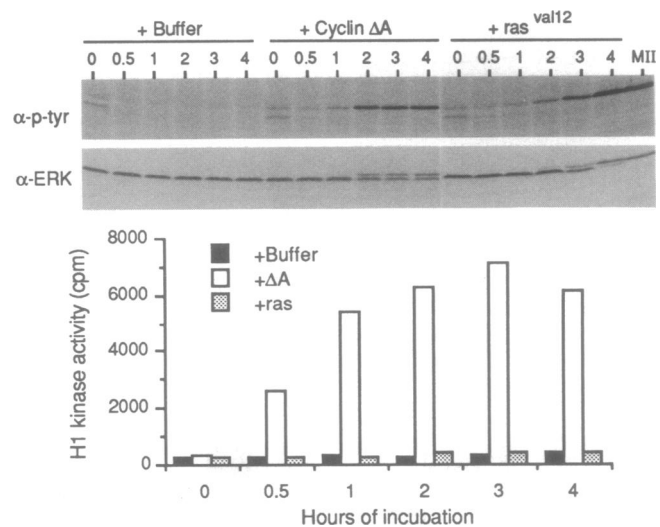 + Buffer + Cyclin ΔA + ras val12
0 0.5 1 2 3 4 0 0.5 1 2 3 4 0 0.5 1 2 3 4 MII
α-p-tyr
α-ERK
8000
6000
4000
2000
0
H1 kinase activity (cpm)
+Buffer
+ΔA
+ras
0 0.5 1 2 3 4
Hours of incubation